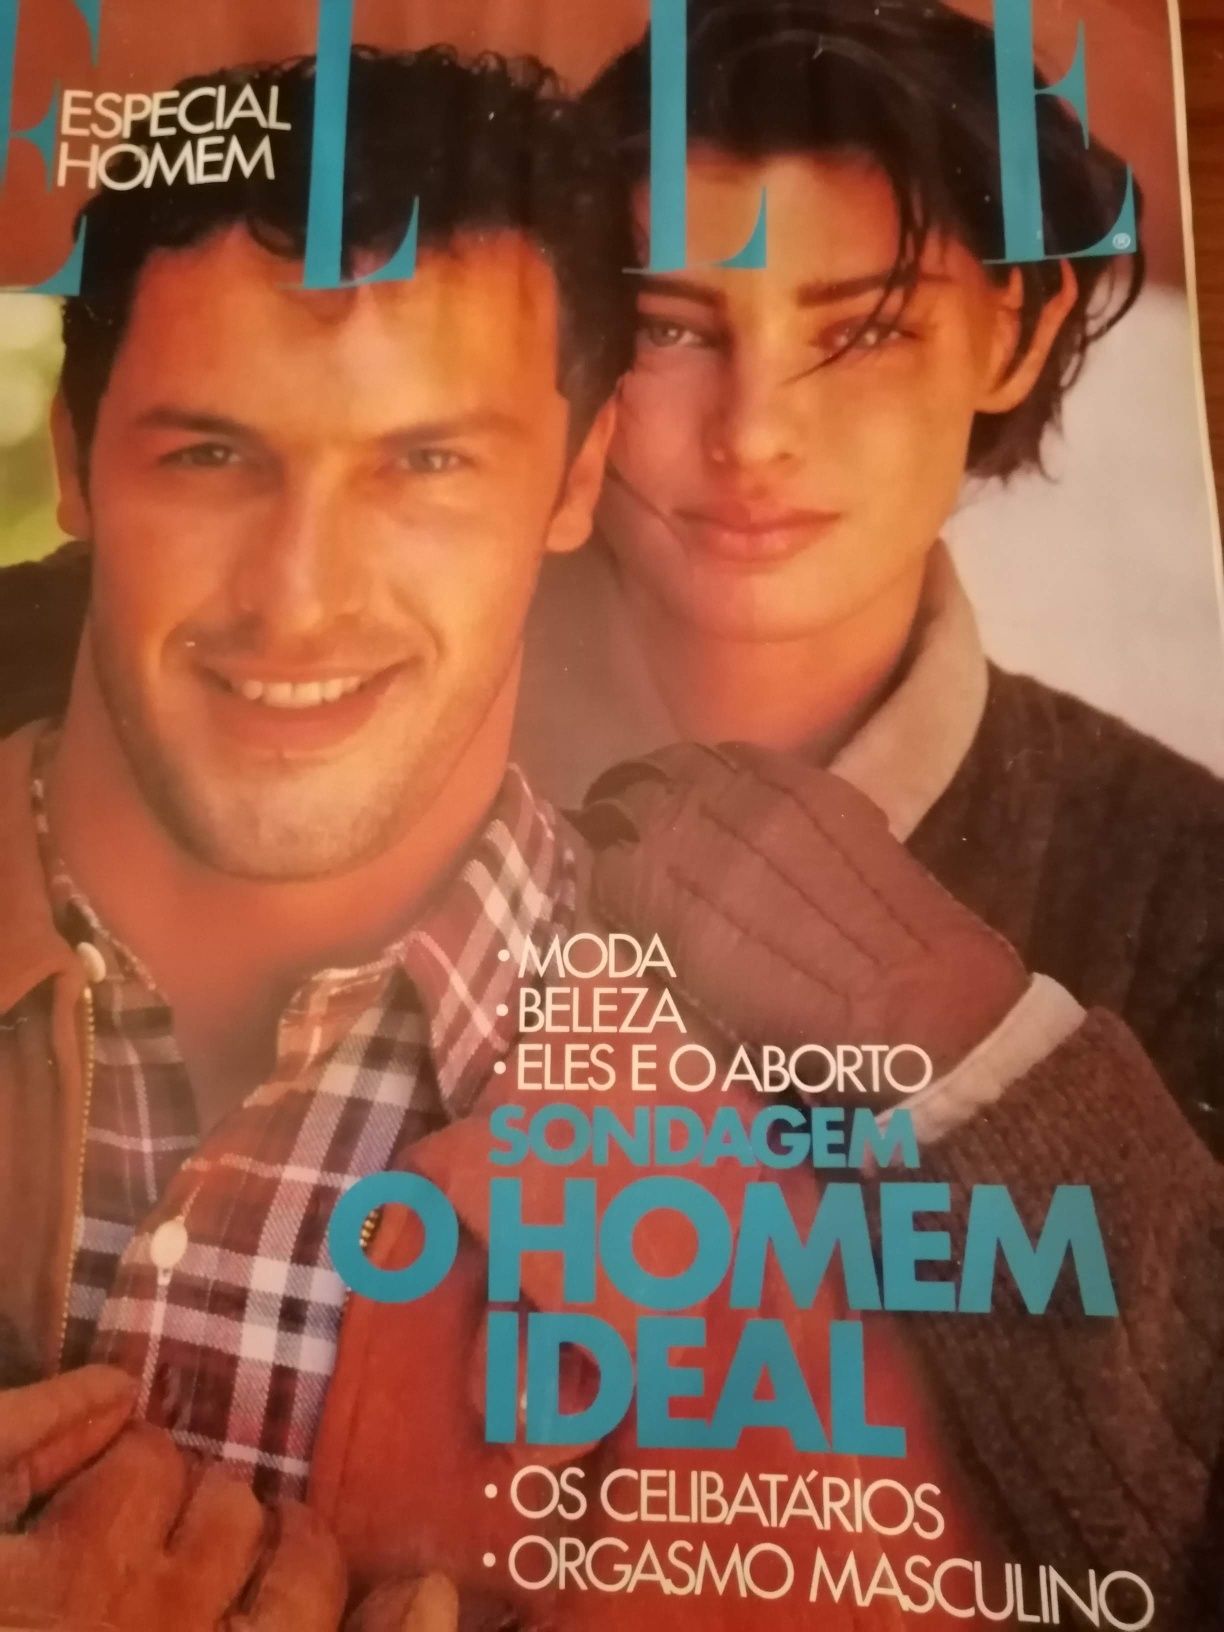 ELLE®
ESPECIAL
HOMEM
• MODA
• BELEZA
• ELES E O ABORTO
SONDAGEM
O HOMEM
IDEAL
• OS CELIBATÁRIOS
• ORGASMO MASCULINO